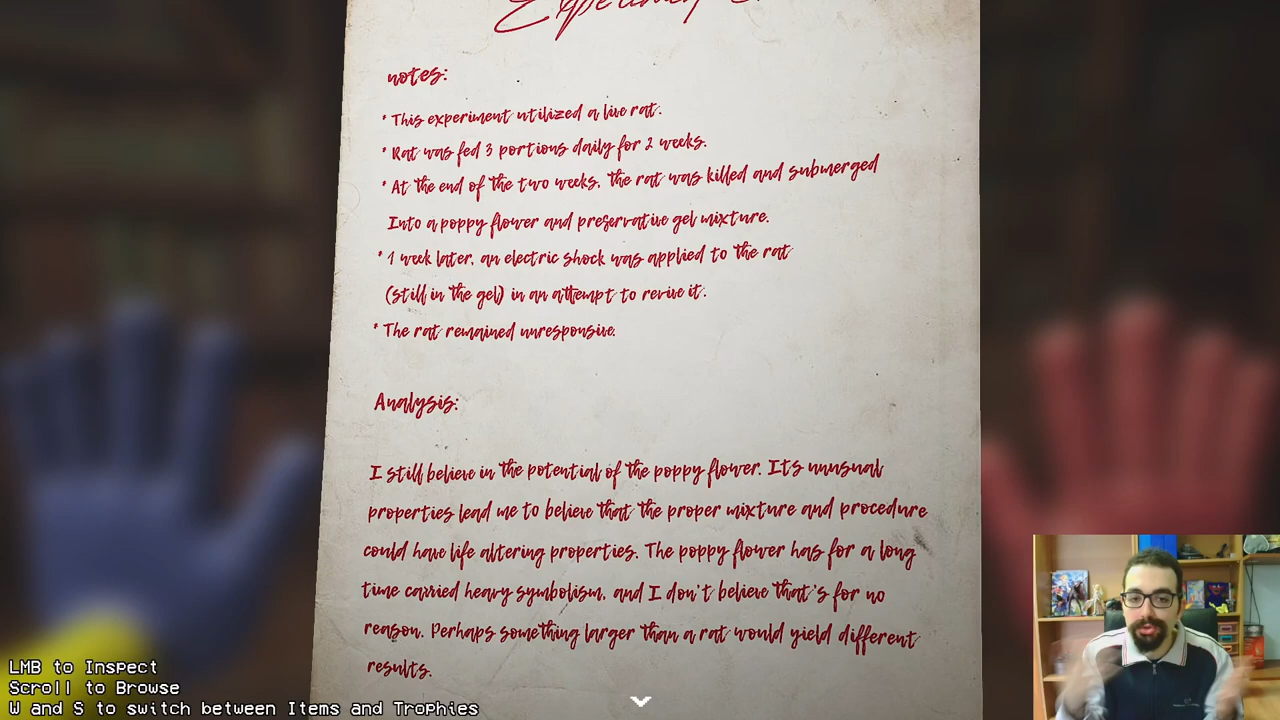 Experiment
notes:
* This experiment utilized a live rat.
* Rat was fed 3 portions daily for 2 weeks.
* At the end of the two weeks, the rat was killed and submerged
Into a poppy flower and preservative gel mixture.
* 1 week later, an electric shock was applied to the rat
(still in the gel) in an attempt to revive it.
* The rat remained unresponsive.
Analysis:
I still believe in the potential of the poppy flower. Its unusual
properties lead me to believe that the proper mixture and procedure
could have life altering properties. The poppy flower has for a long
time carried heavy symbolism, and I don't believe that's for no
reason. Perhaps something larger than a rat would yield different
results.
LMB to Inspect
Scroll to Browse
W and S to switch between Items and Trophies